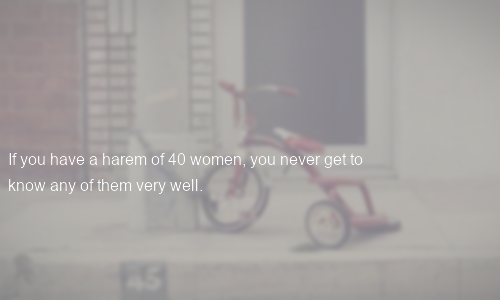 If you have a harem of 40 women, you never get to
know any of them very well.
45